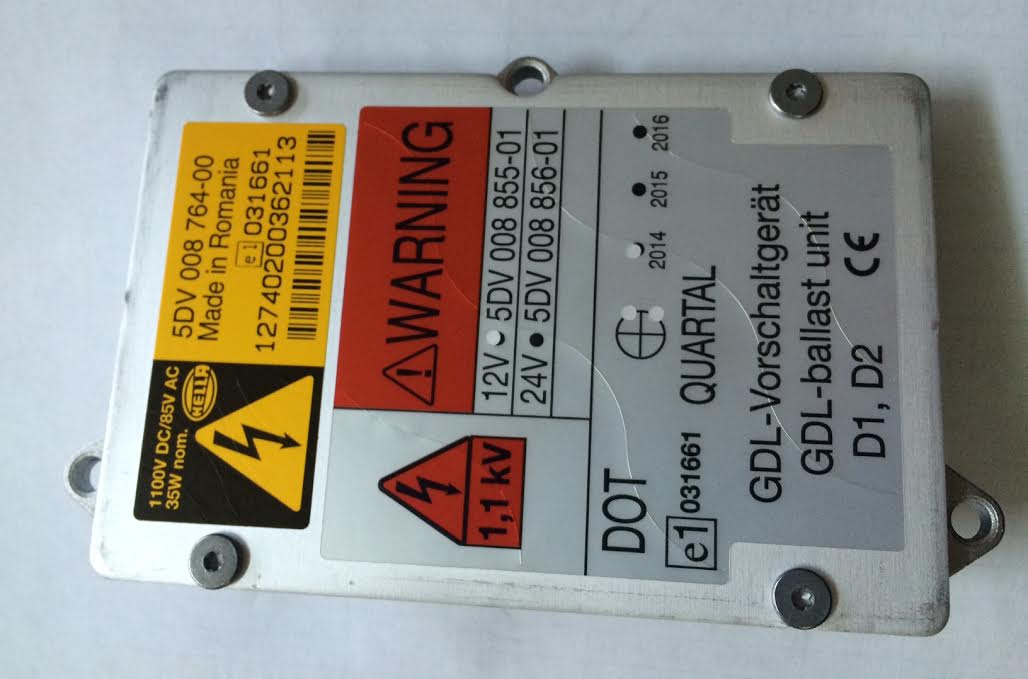 1100V DC/85V AC
35W nom.
HELLA
5DV 008 764-00
Made in Romania
e1 031661
12740200362113
WARNING
1,1 kV
12V 5DV 008 855-01
24V 5DV 008 856-01
DOT
2014 2015 2016
e1 031661 QUARTAL
GDL-Vorschaltgerät
GDL-ballast unit
D1, D2 CE